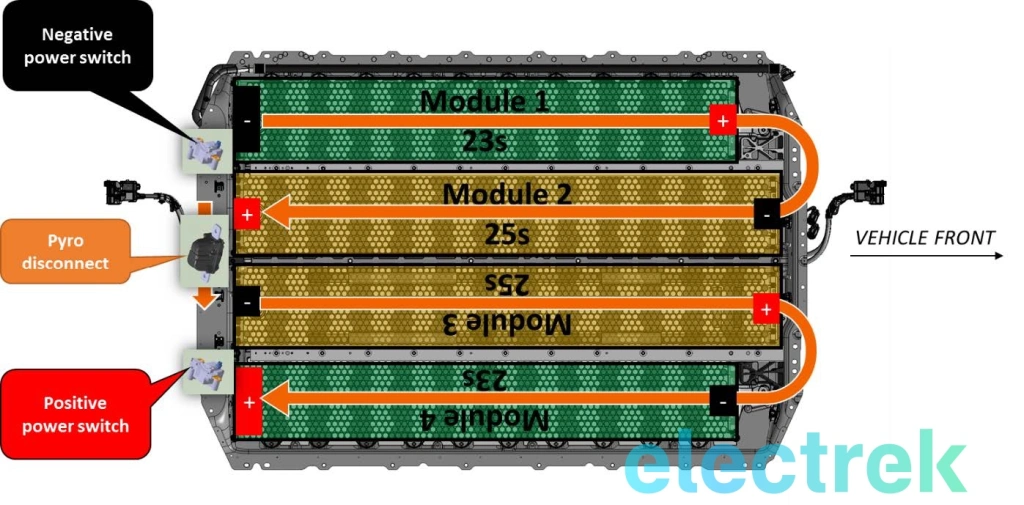 Negative
power switch
Module 1
-
+
23s
Module 2
+
-
25s
Pyro
disconnect
VEHICLE FRONT
25s
-
+
Module 3
23s
+
-
Module 4
Positive
power switch
electrek